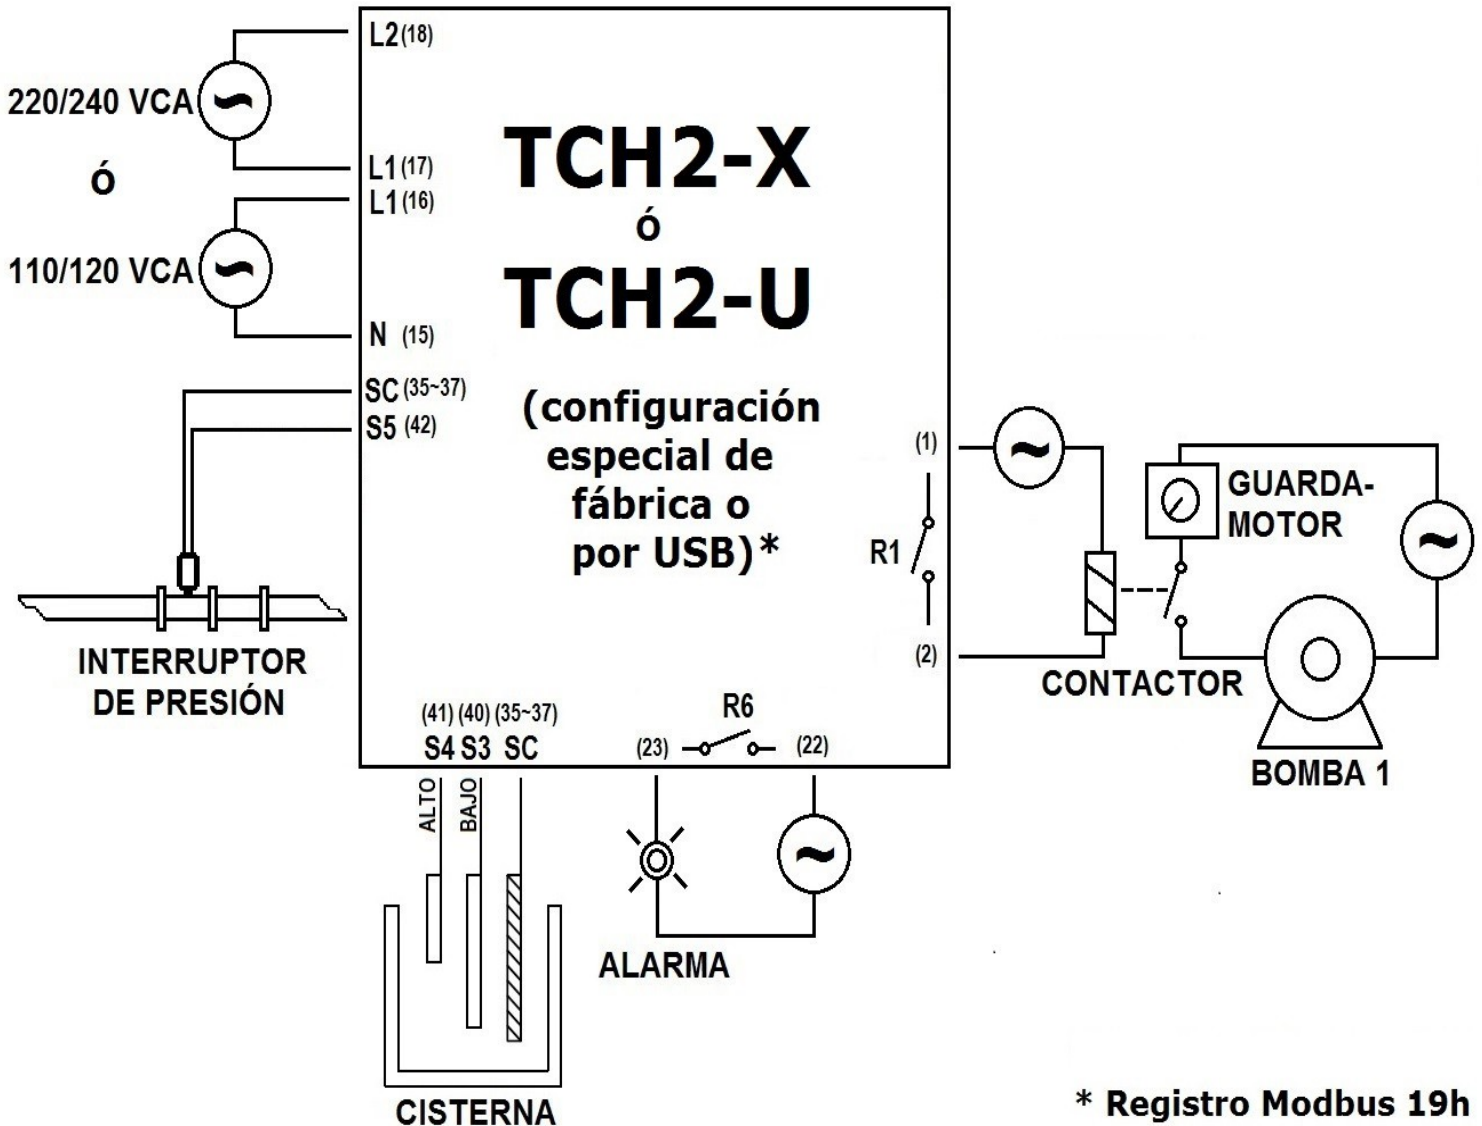 L2(18)
220/240 VCA
ó
L1(17)
L1(16)
110/120 VCA
N (15)
SC(35~37)
S5 (42)
TCH2-X
ó
TCH2-U
(configuración
especial de
fábrica o
por USB)*
(1)
R1
(2)
GUARDA-
MOTOR
CONTACTOR
BOMBA 1
INTERRUPTOR
DE PRESIÓN
(41) (40) (35~37)
S4 S3 SC
R6
(23) (22)
ALTO
BAJO
ALARMA
CISTERNA
* Registro Modbus 19h